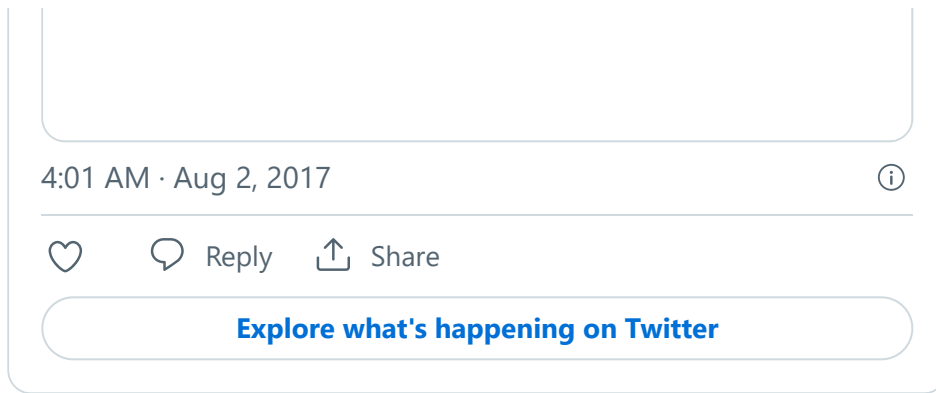 4:01 AM · Aug 2, 2017
Reply Share
Explore what's happening on Twitter